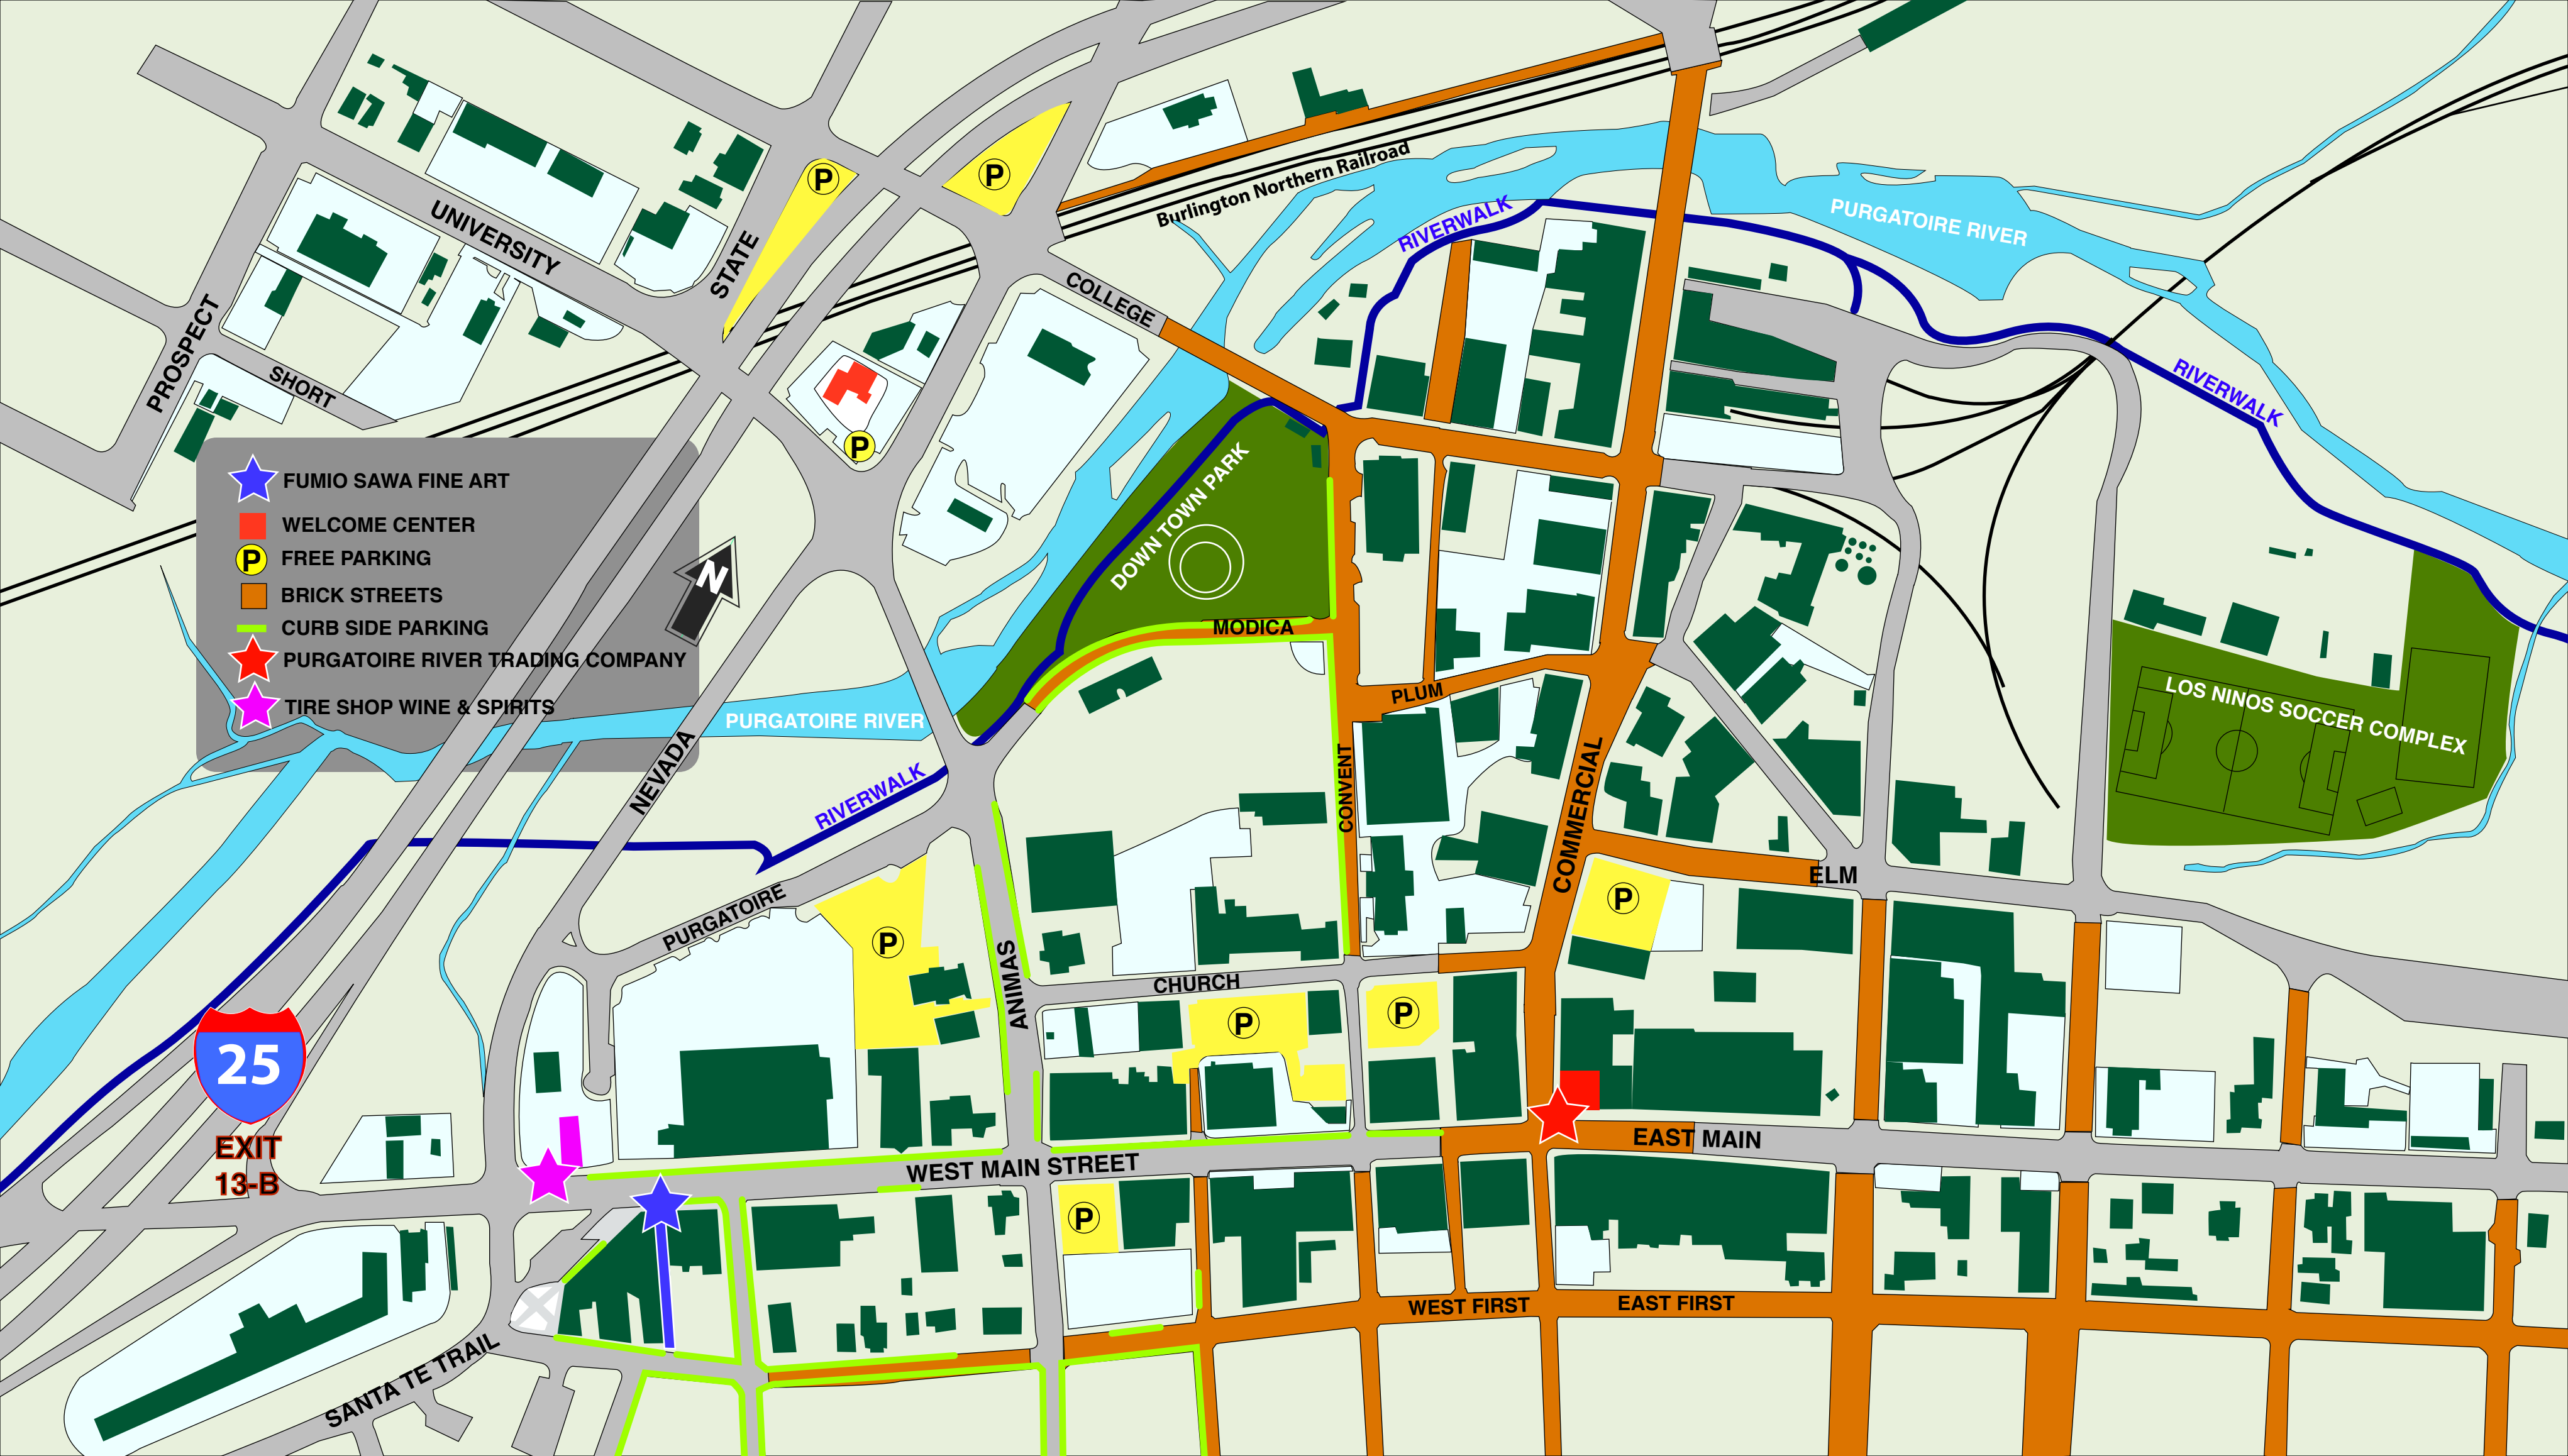 P
P
Burlington Northern Railroad
UNIVERSITY
STATE
RIVERWALK
PURGATOIRE RIVER
COLLEGE
PROSPECT
SHORT
P
RIVERWALK
DOWN TOWN PARK
FUMIO SAWA FINE ART
WELCOME CENTER
P FREE PARKING
BRICK STREETS
CURB SIDE PARKING
PURGATOIRE RIVER TRADING COMPANY
TIRE SHOP WINE & SPIRITS
N
MODICA
PLUM
LOS NINOS SOCCER COMPLEX
PURGATOIRE RIVER
NEVADA
RIVERWALK
CONVENT
COMMERCIAL
ELM
P
PURGATOIRE
P
ANIMAS
CHURCH
P
P
25
EXIT
13-B
WEST MAIN STREET
EAST MAIN
P
WEST FIRST
EAST FIRST
SANTA TE TRAIL